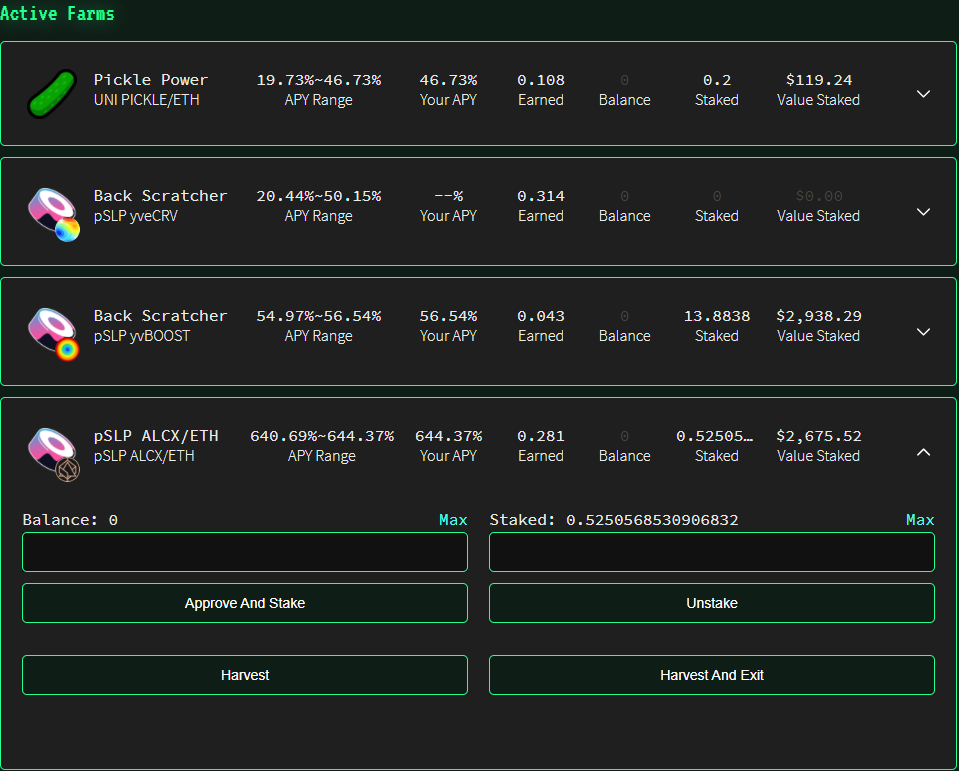 Active Farms
Pickle Power 19.73%~46.73% 46.73% 0.108 0 0.2 $119.24
UNI PICKLE/ETH APY Range Your APY Earned Balance Staked Value Staked
Back Scratcher 20.44%~50.15% --% 0.314 0 0 $0.00
pSLP yveCRV APY Range Your APY Earned Balance Staked Value Staked
Back Scratcher 54.97%~56.54% 56.54% 0.043 0 13.8838 $2,938.29
pSLP yvBOOST APY Range Your APY Earned Balance Staked Value Staked
pSLP ALCX/ETH 640.69%~644.37% 644.37% 0.281 0 0.52505… $2,675.52
pSLP ALCX/ETH APY Range Your APY Earned Balance Staked Value Staked
Balance: 0 Max Staked: 0.5250568530906832 Max
Approve And Stake Unstake
Harvest Harvest And Exit